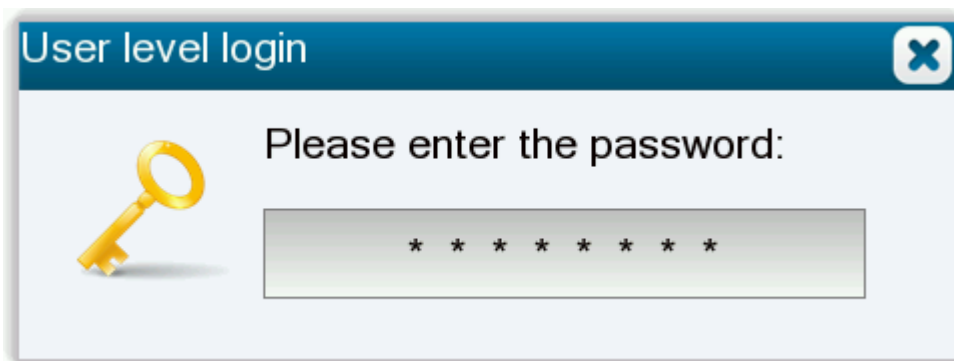 User level login
Please enter the password:
* * * * * * * *